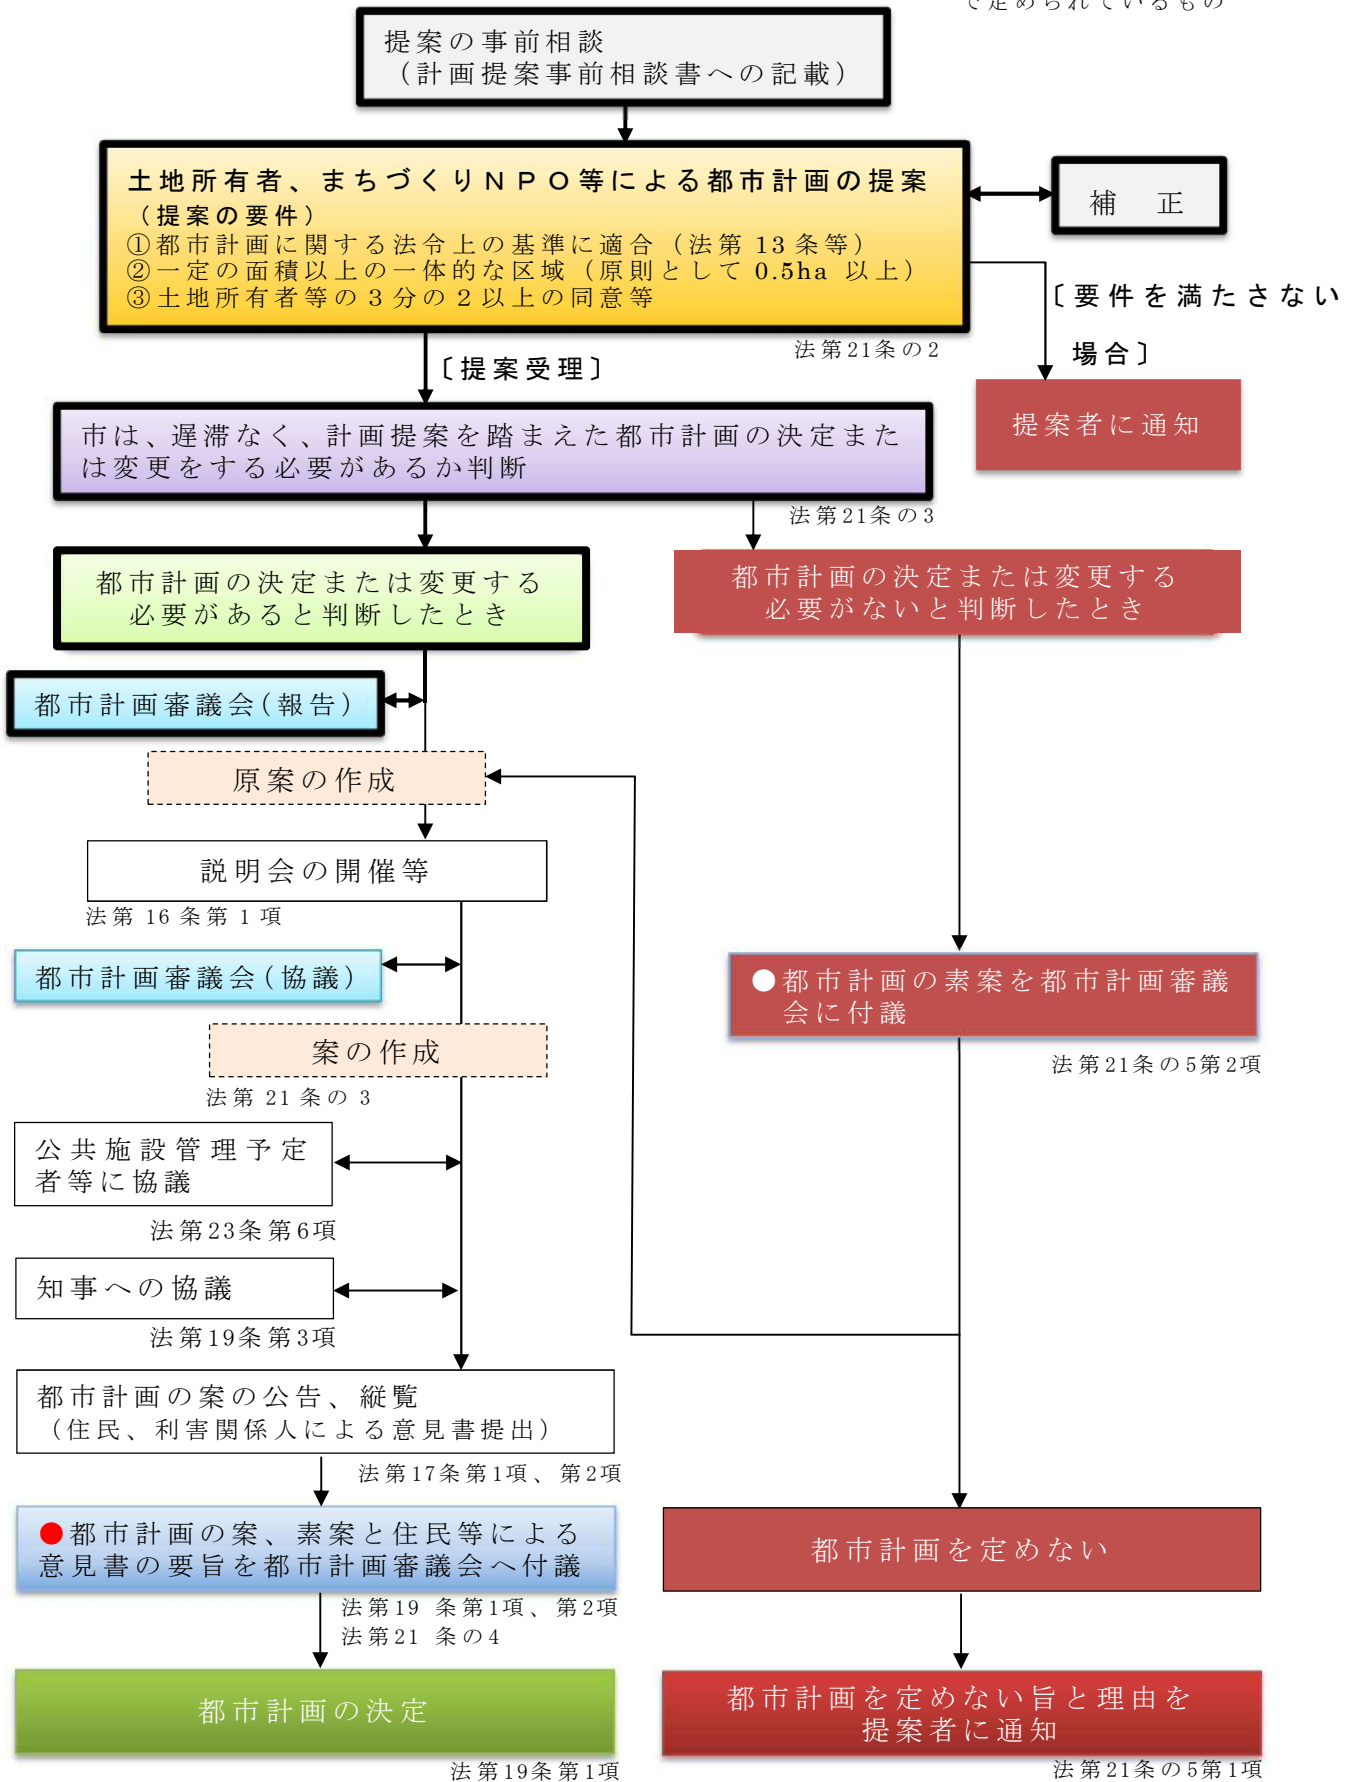 で定められているもの
提案の事前相談
（計画提案事前相談書への記載）
土地所有者、まちづくりＮＰＯ等による都市計画の提案
（提案の要件）
①都市計画に関する法令上の基準に適合（法第 13 条等）
②一定の面積以上の一体的な区域（原則として 0.5ha 以上）
③土地所有者等の３分の２以上の同意等
補　正
〔要件を満たさない
場合〕
法第21条の2
〔提案受理〕
提案者に通知
市は、遅滞なく、計画提案を踏まえた都市計画の決定また
は変更をする必要があるか判断
法第21条の3
都市計画の決定または変更する
必要があると判断したとき
都市計画の決定または変更する
必要がないと判断したとき
都市計画審議会（報告）
原案の作成
説明会の開催等
法第 16 条第 1 項
都市計画審議会（協議）
●都市計画の素案を都市計画審議
会に付議
法第21条の5第2項
案の作成
法第 21 条の 3
公共施設管理予定
者等に協議
法第23条第6項
知事への協議
法第19条第3項
都市計画の案の公告、縦覧
（住民、利害関係人による意見書提出）
法第17条第1項、第2項
●都市計画の案、素案と住民等による
意見書の要旨を都市計画審議会へ付議
法第19 条第1項、第2項
法第21 条の4
都市計画を定めない
都市計画の決定
法第19条第1項
都市計画を定めない旨と理由を
提案者に通知
法第21条の5第1項